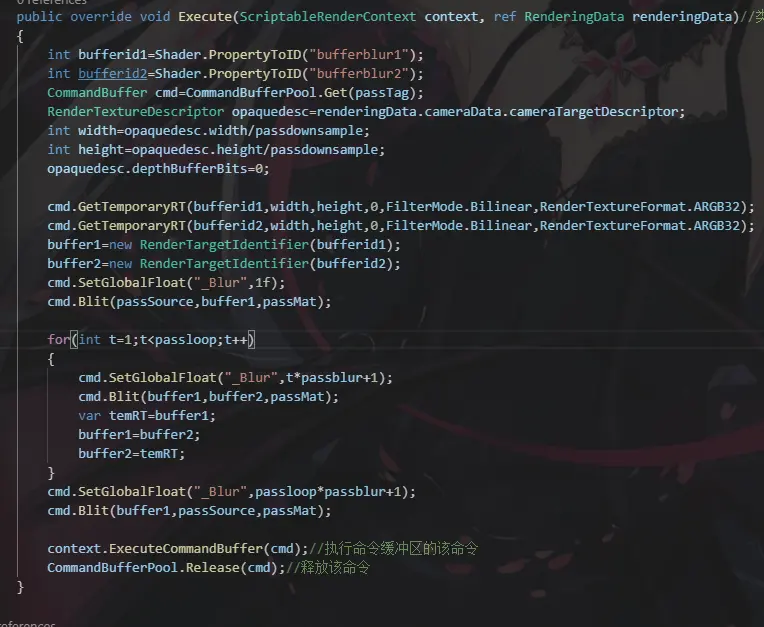 0 references
public override void Execute(ScriptableRenderContext context, ref RenderingData renderingData)//类
{
int bufferid1=Shader.PropertyToID("bufferblur1");
int bufferid2=Shader.PropertyToID("bufferblur2");
CommandBuffer cmd=CommandBufferPool.Get(passTag);
RenderTextureDescriptor opaquedesc=renderingData.cameraData.cameraTargetDescriptor;
int width=opaquedesc.width/passdownsample;
int height=opaquedesc.height/passdownsample;
opaquedesc.depthBufferBits=0;
cmd.GetTemporaryRT(bufferid1,width,height,0,FilterMode.Bilinear,RenderTextureFormat.ARGB32);
cmd.GetTemporaryRT(bufferid2,width,height,0,FilterMode.Bilinear,RenderTextureFormat.ARGB32);
buffer1=new RenderTargetIdentifier(bufferid1);
buffer2=new RenderTargetIdentifier(bufferid2);
cmd.SetGlobalFloat("_Blur",1f);
cmd.Blit(passSource,buffer1,passMat);
for(int t=1;t<passloop;t++)
{
cmd.SetGlobalFloat("_Blur",t*passblur+1);
cmd.Blit(buffer1,buffer2,passMat);
var temRT=buffer1;
buffer1=buffer2;
buffer2=temRT;
}
cmd.SetGlobalFloat("_Blur",passloop*passblur+1);
cmd.Blit(buffer1,passSource,passMat);
context.ExecuteCommandBuffer(cmd);//执行命令缓冲区的该命令
CommandBufferPool.Release(cmd);//释放该命令
}
references